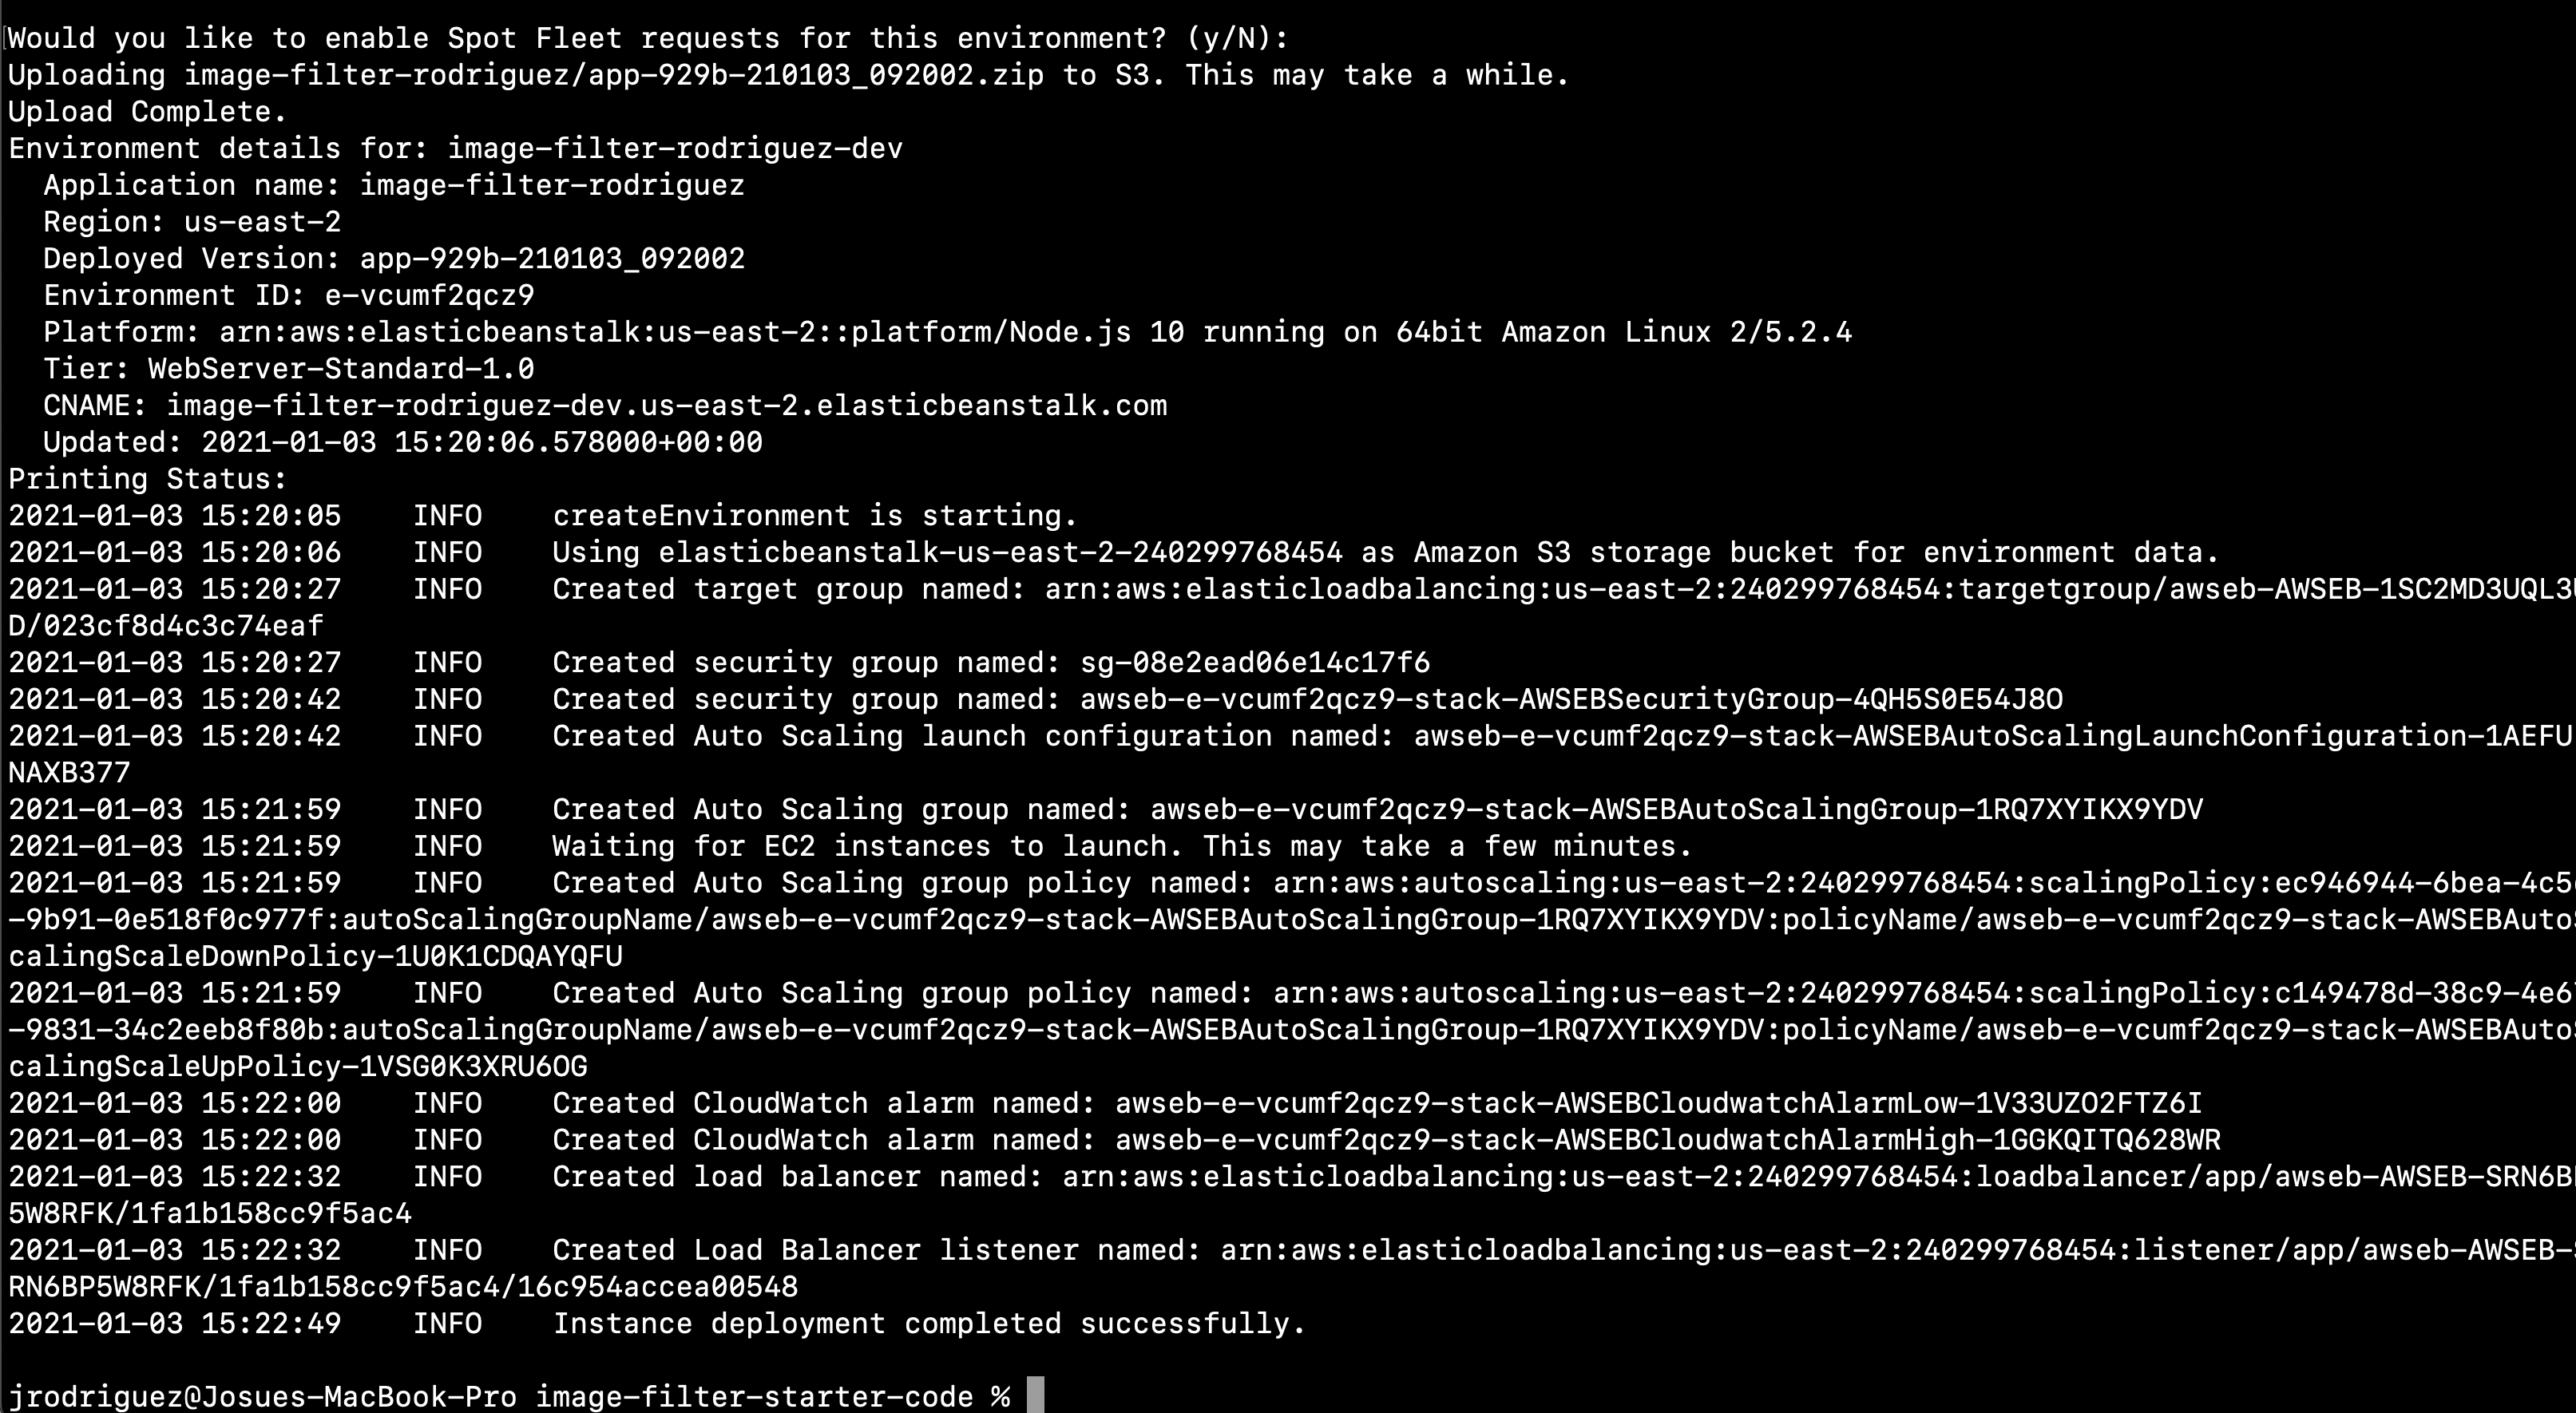 Would you like to enable Spot Fleet requests for this environment? (y/N):
Uploading image-filter-rodriguez/app-929b-210103_092002.zip to S3. This may take a while.
Upload Complete.
Environment details for: image-filter-rodriguez-dev
  Application name: image-filter-rodriguez
  Region: us-east-2
  Deployed Version: app-929b-210103_092002
  Environment ID: e-vcumf2qcz9
  Platform: arn:aws:elasticbeanstalk:us-east-2::platform/Node.js 10 running on 64bit Amazon Linux 2/5.2.4
  Tier: WebServer-Standard-1.0
  CNAME: image-filter-rodriguez-dev.us-east-2.elasticbeanstalk.com
  Updated: 2021-01-03 15:20:06.578000+00:00
Printing Status:
2021-01-03 15:20:05    INFO    createEnvironment is starting.
2021-01-03 15:20:06    INFO    Using elasticbeanstalk-us-east-2-240299768454 as Amazon S3 storage bucket for environment data.
2021-01-03 15:20:27    INFO    Created target group named: arn:aws:elasticloadbalancing:us-east-2:240299768454:targetgroup/awseb-AWSEB-1SC2MD3UQL3
D/023cf8d4c3c74eaf
2021-01-03 15:20:27    INFO    Created security group named: sg-08e2ead06e14c17f6
2021-01-03 15:20:42    INFO    Created security group named: awseb-e-vcumf2qcz9-stack-AWSEBSecurityGroup-4QH5S0E54J8O
2021-01-03 15:20:42    INFO    Created Auto Scaling launch configuration named: awseb-e-vcumf2qcz9-stack-AWSEBAutoScalingLaunchConfiguration-1AEFU
NAXB377
2021-01-03 15:21:59    INFO    Created Auto Scaling group named: awseb-e-vcumf2qcz9-stack-AWSEBAutoScalingGroup-1RQ7XYIKX9YDV
2021-01-03 15:21:59    INFO    Waiting for EC2 instances to launch. This may take a few minutes.
2021-01-03 15:21:59    INFO    Created Auto Scaling group policy named: arn:aws:autoscaling:us-east-2:240299768454:scalingPolicy:ec946944-6bea-4c5
-9b91-0e518f0c977f:autoScalingGroupName/awseb-e-vcumf2qcz9-stack-AWSEBAutoScalingGroup-1RQ7XYIKX9YDV:policyName/awseb-e-vcumf2qcz9-stack-AWSEBAuto
calingScaleDownPolicy-1U0K1CDQAYQFU
2021-01-03 15:21:59    INFO    Created Auto Scaling group policy named: arn:aws:autoscaling:us-east-2:240299768454:scalingPolicy:c149478d-38c9-4e6
-9831-34c2eeb8f80b:autoScalingGroupName/awseb-e-vcumf2qcz9-stack-AWSEBAutoScalingGroup-1RQ7XYIKX9YDV:policyName/awseb-e-vcumf2qcz9-stack-AWSEBAuto
calingScaleUpPolicy-1VSG0K3XRU6OG
2021-01-03 15:22:00    INFO    Created CloudWatch alarm named: awseb-e-vcumf2qcz9-stack-AWSEBCloudwatchAlarmLow-1V33UZO2FTZ6I
2021-01-03 15:22:00    INFO    Created CloudWatch alarm named: awseb-e-vcumf2qcz9-stack-AWSEBCloudwatchAlarmHigh-1GGKQITQ628WR
2021-01-03 15:22:32    INFO    Created load balancer named: arn:aws:elasticloadbalancing:us-east-2:240299768454:loadbalancer/app/awseb-AWSEB-SRN6B
5W8RFK/1fa1b158cc9f5ac4
2021-01-03 15:22:32    INFO    Created Load Balancer listener named: arn:aws:elasticloadbalancing:us-east-2:240299768454:listener/app/awseb-AWSEB-
RN6BP5W8RFK/1fa1b158cc9f5ac4/16c954accea00548
2021-01-03 15:22:49    INFO    Instance deployment completed successfully.
jrodriguez@Josues-MacBook-Pro image-filter-starter-code %